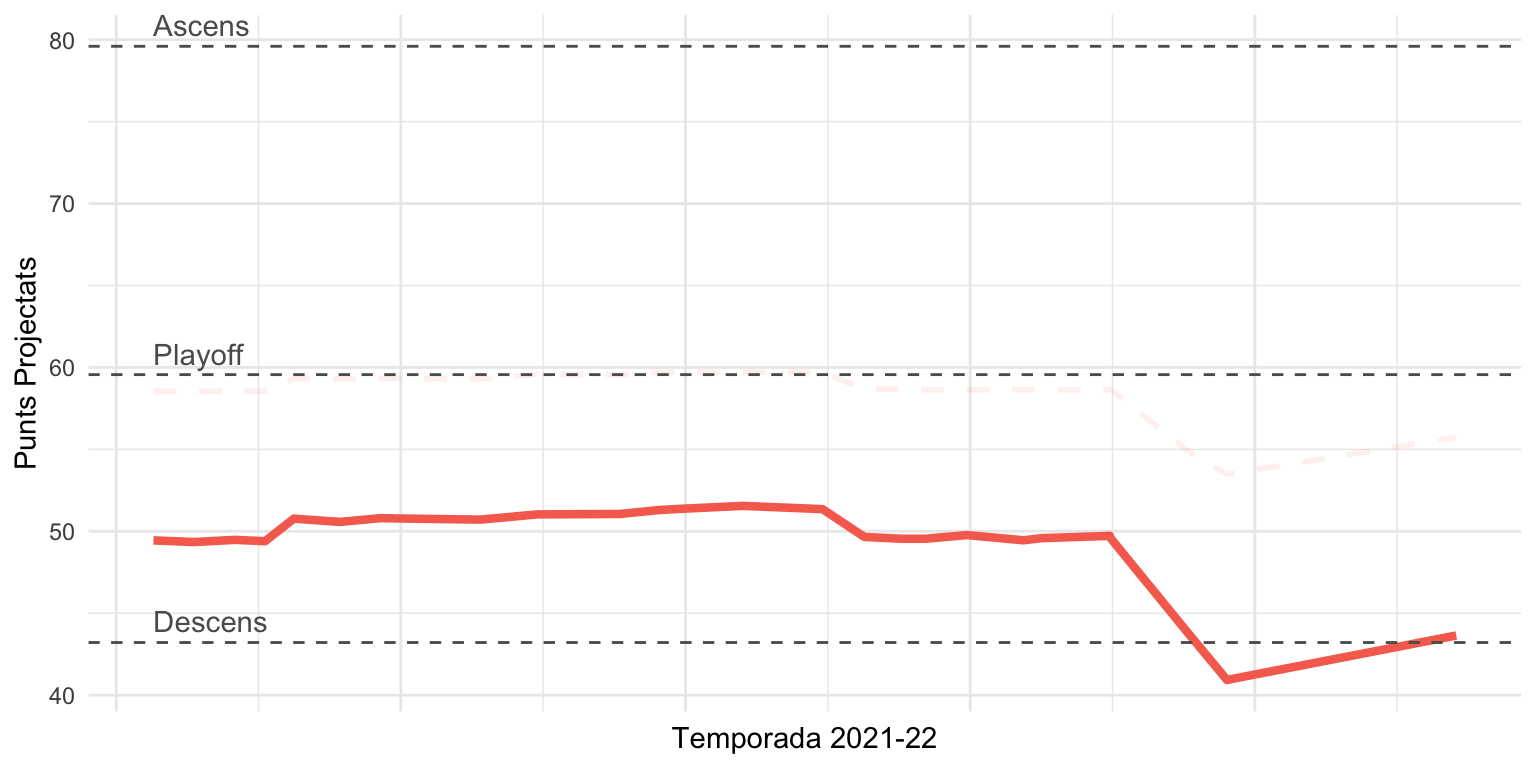 Ascens
80
70
Playoff
60
50
Descens
40
Punts Projectats
Temporada 2021-22